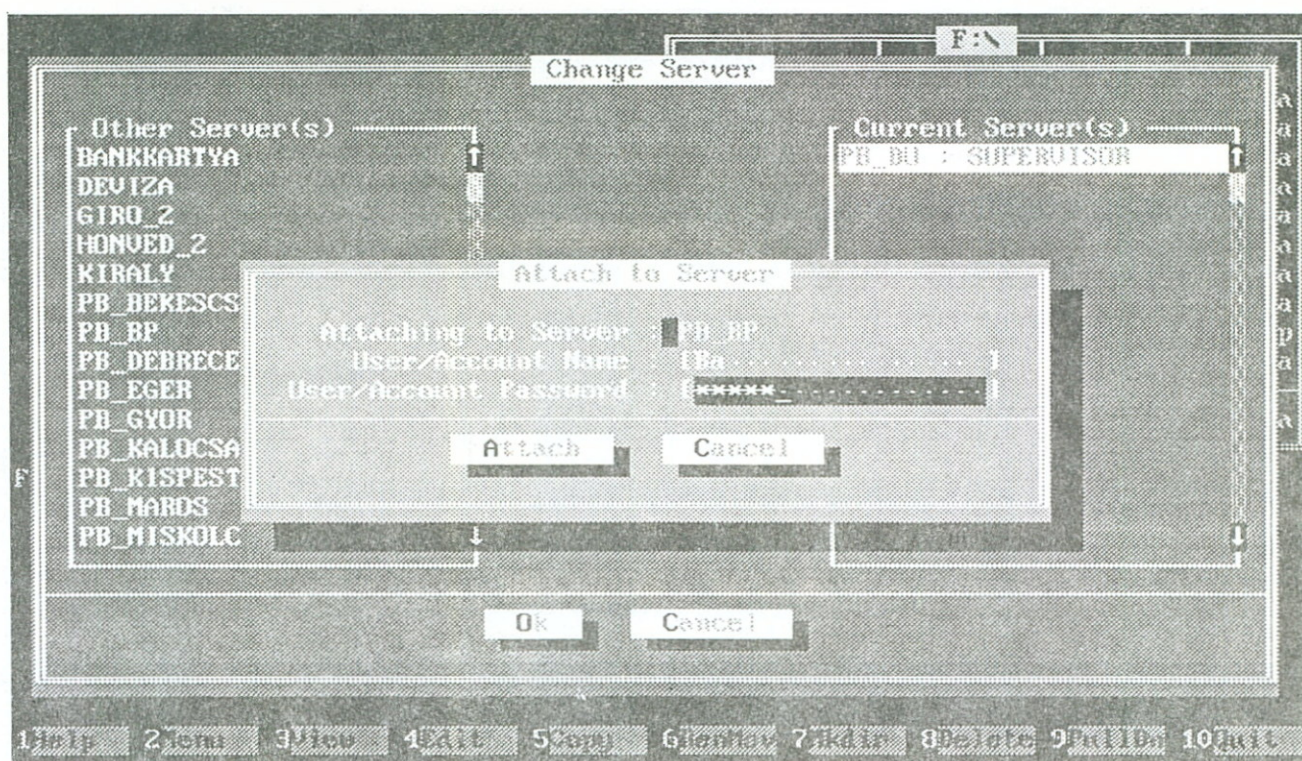 F:\
Change Server
Other Server(s)
BANKKARTYA
DEVIZA
GIRO_2
HONVED_2
KIRALY
PB_BEKESCS
PB_BP
PB_DEBRECE
PB_EGER
PB_GYOR
PB_KALOCSA
PB_KISPEST
PB_MAROS
PB_MISKOLC
Current Server(s)
PB_BU : SUPERVISOR
Attach to Server
Attaching to Server : PB_BP
User/Account Name : [Ba··················]
User/Account Password : [*****_·············]
Attach Cancel
Ok Cancel
a
a
a
a
a
a
a
a
p
a
a
F
1Help 2Menu 3View 4Edit 5Copy 6RenMov 7Mkdir 8Delete 9PullDn 10Quit